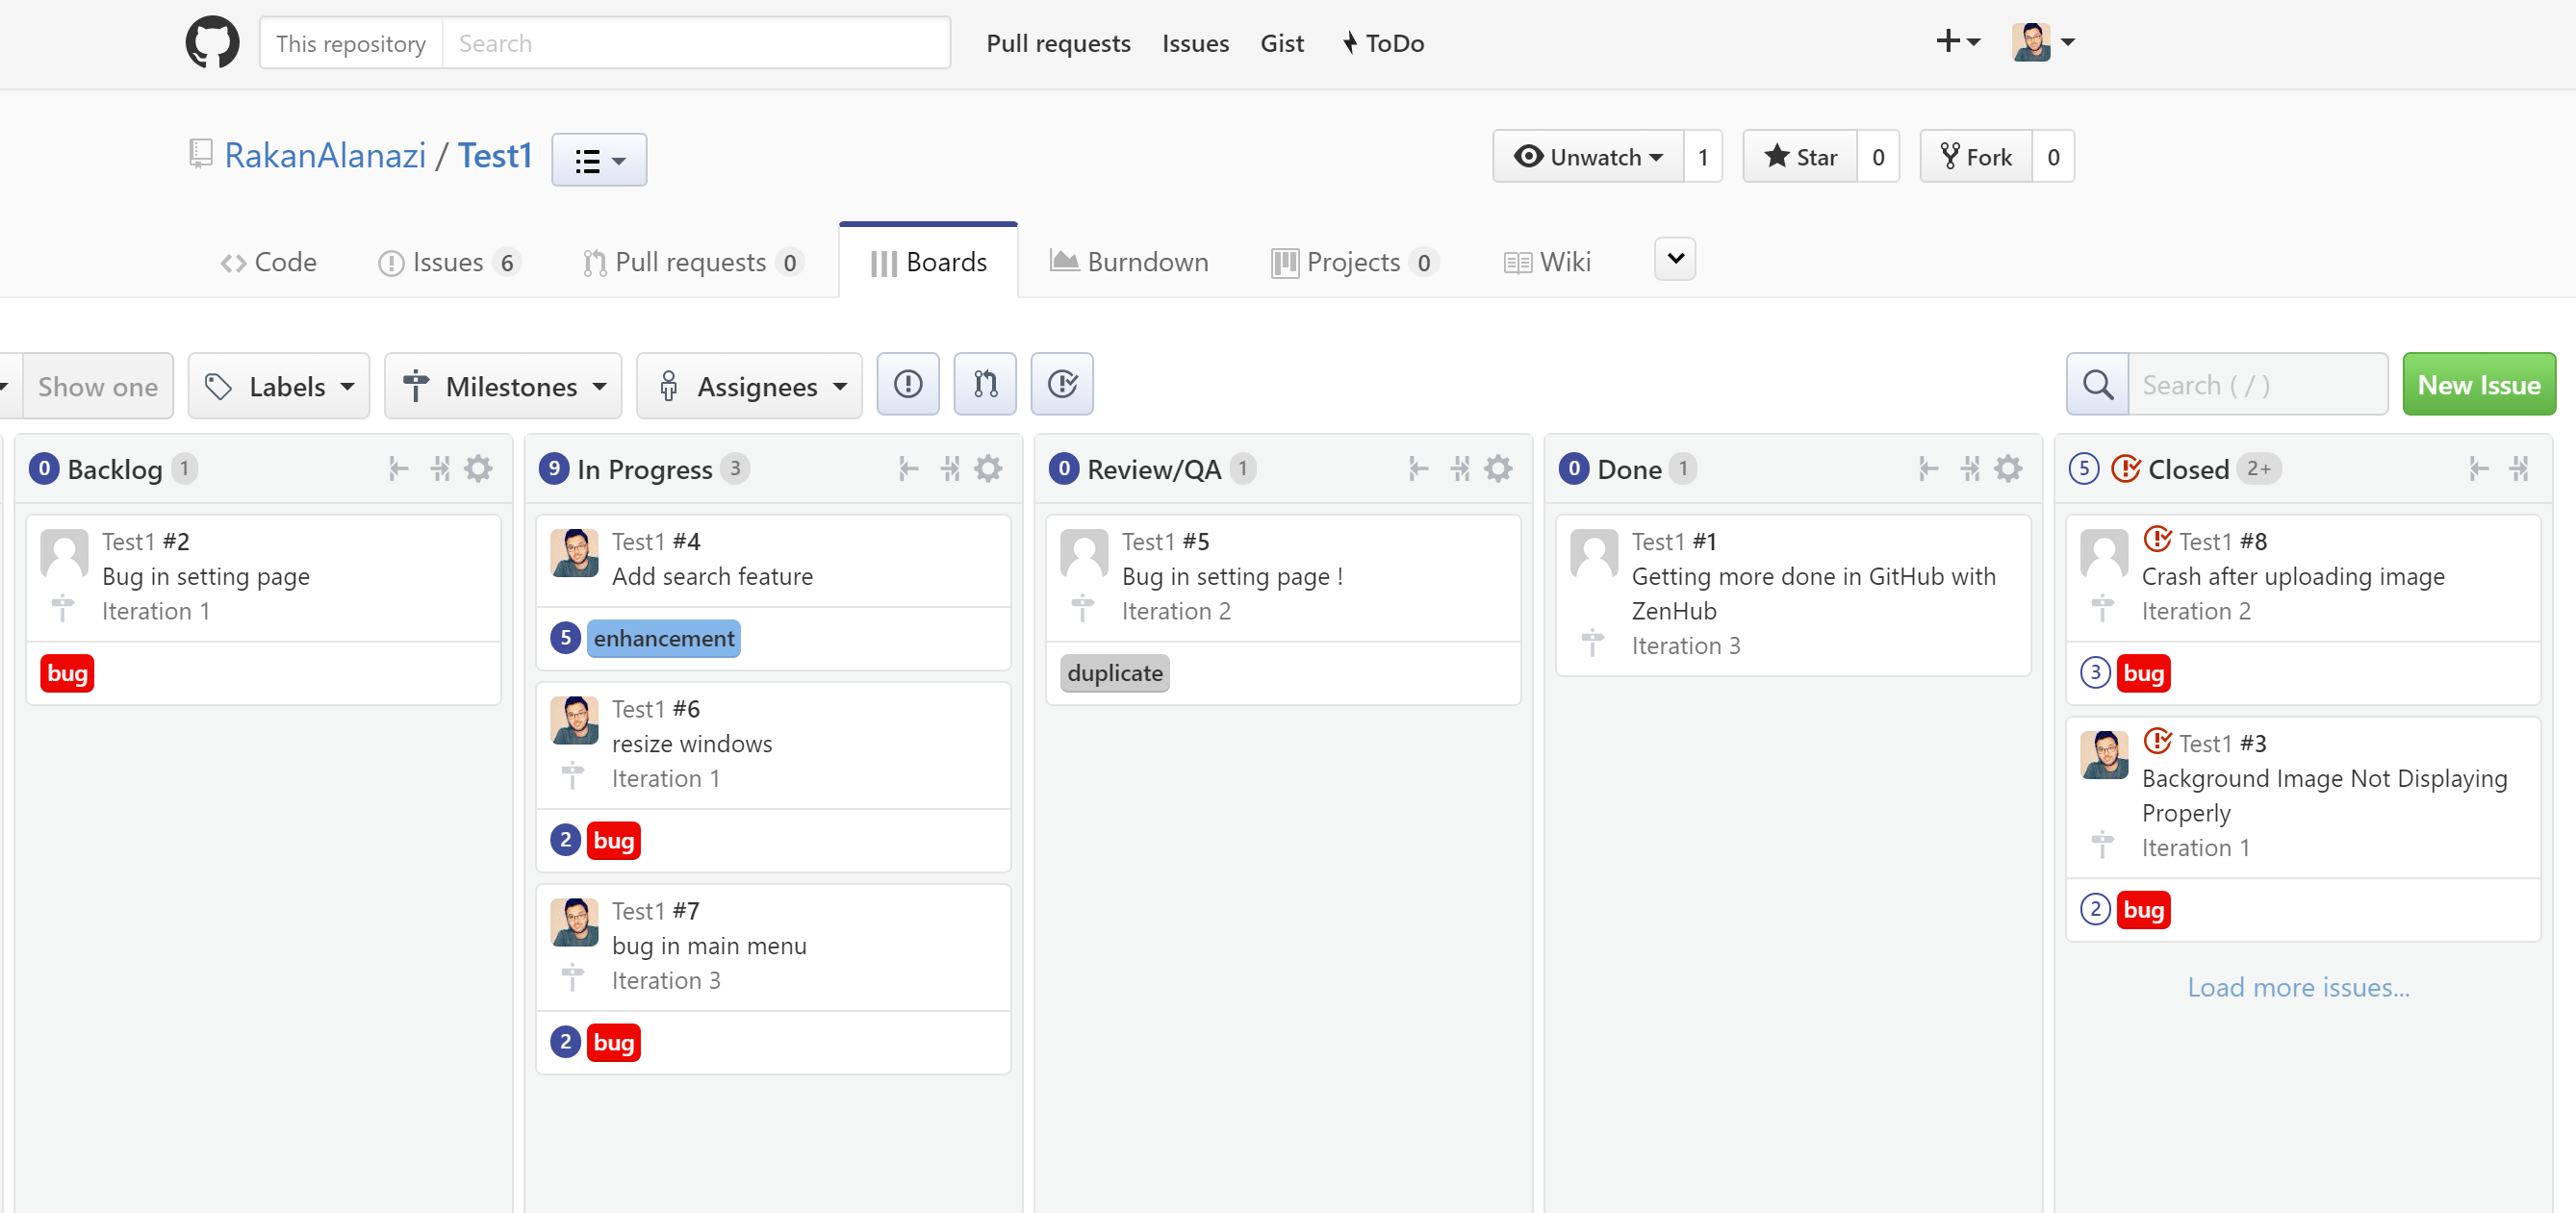 This repository Search Pull requests Issues Gist ToDo
RakanAlanazi / Test1 Unwatch 1 Star 0 Fork 0
Code Issues 6 Pull requests 0 Boards Burndown Projects 0 Wiki
Show one Labels Milestones Assignees Search ( / ) New Issue
0 Backlog 1
Test1 #2
Bug in setting page
Iteration 1
bug
9 In Progress 3
Test1 #4
Add search feature
5 enhancement
Test1 #6
resize windows
Iteration 1
2 bug
Test1 #7
bug in main menu
Iteration 3
2 bug
0 Review/QA 1
Test1 #5
Bug in setting page !
Iteration 2
duplicate
0 Done 1
Test1 #1
Getting more done in GitHub with
ZenHub
Iteration 3
5 Closed 2+
Test1 #8
Crash after uploading image
Iteration 2
3 bug
Test1 #3
Background Image Not Displaying
Properly
Iteration 1
2 bug
Load more issues...